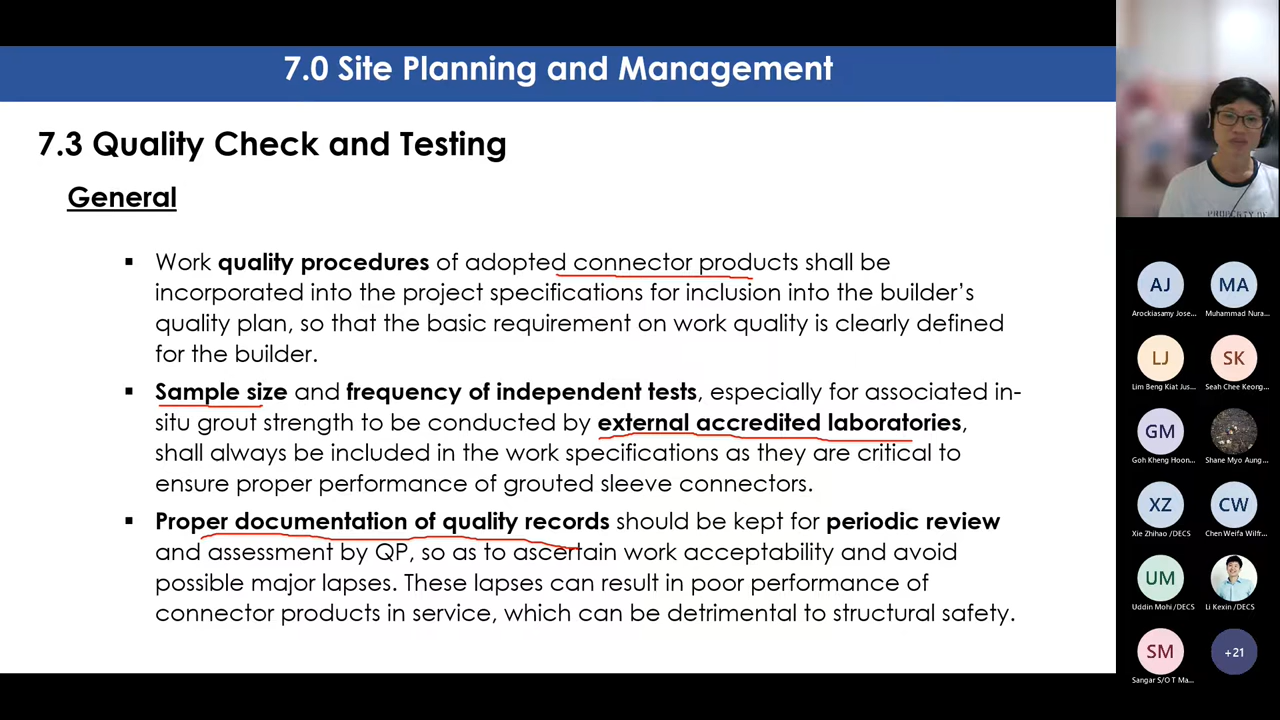 7.0 Site Planning and Management
7.3 Quality Check and Testing
General
▪ Work quality procedures of adopted connector products shall be
incorporated into the project specifications for inclusion into the builder's
quality plan, so that the basic requirement on work quality is clearly defined
for the builder.
▪ Sample size and frequency of independent tests, especially for associated in-
situ grout strength to be conducted by external accredited laboratories,
shall always be included in the work specifications as they are critical to
ensure proper performance of grouted sleeve connectors.
▪ Proper documentation of quality records should be kept for periodic review
and assessment by QP, so as to ascertain work acceptability and avoid
possible major lapses. These lapses can result in poor performance of
connector products in service, which can be detrimental to structural safety.
PROPERTY OF
AJ MA
Arockiasamy Jose... Muhammad Nura...
LJ SK
Lim Beng Kiat Jus... Seah Chee Keong...
GM
Goh Kheng Hoon... Shane Myo Aung...
XZ CW
Xie Zhihao /DECS Chen Weifa Wilfr...
UM
Uddin Mohi /DECS Li Kexin /DECS
SM +21
Sangar S/O T Ma...